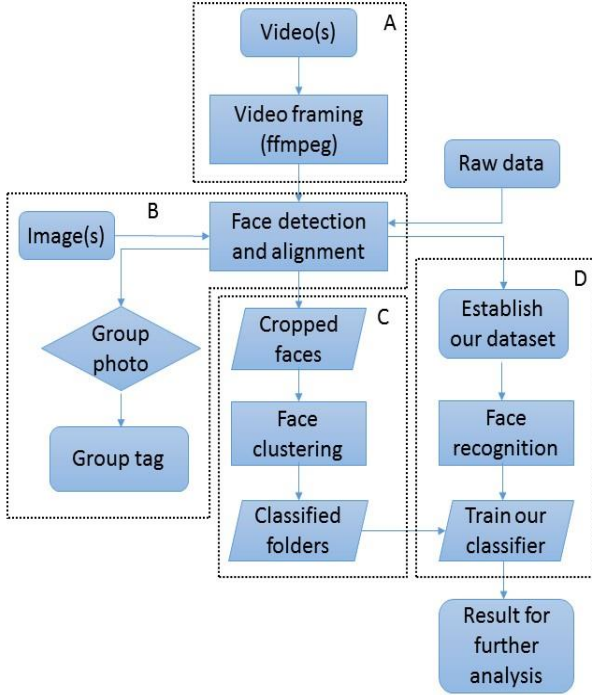 A
Video(s)
Video framing
(ffmpeg)
Raw data
B
Image(s)
Face detection
and alignment
Group
photo
Group tag
C
Cropped
faces
Face
clustering
Classified
folders
D
Establish
our dataset
Face
recognition
Train our
classifier
Result for
further
analysis